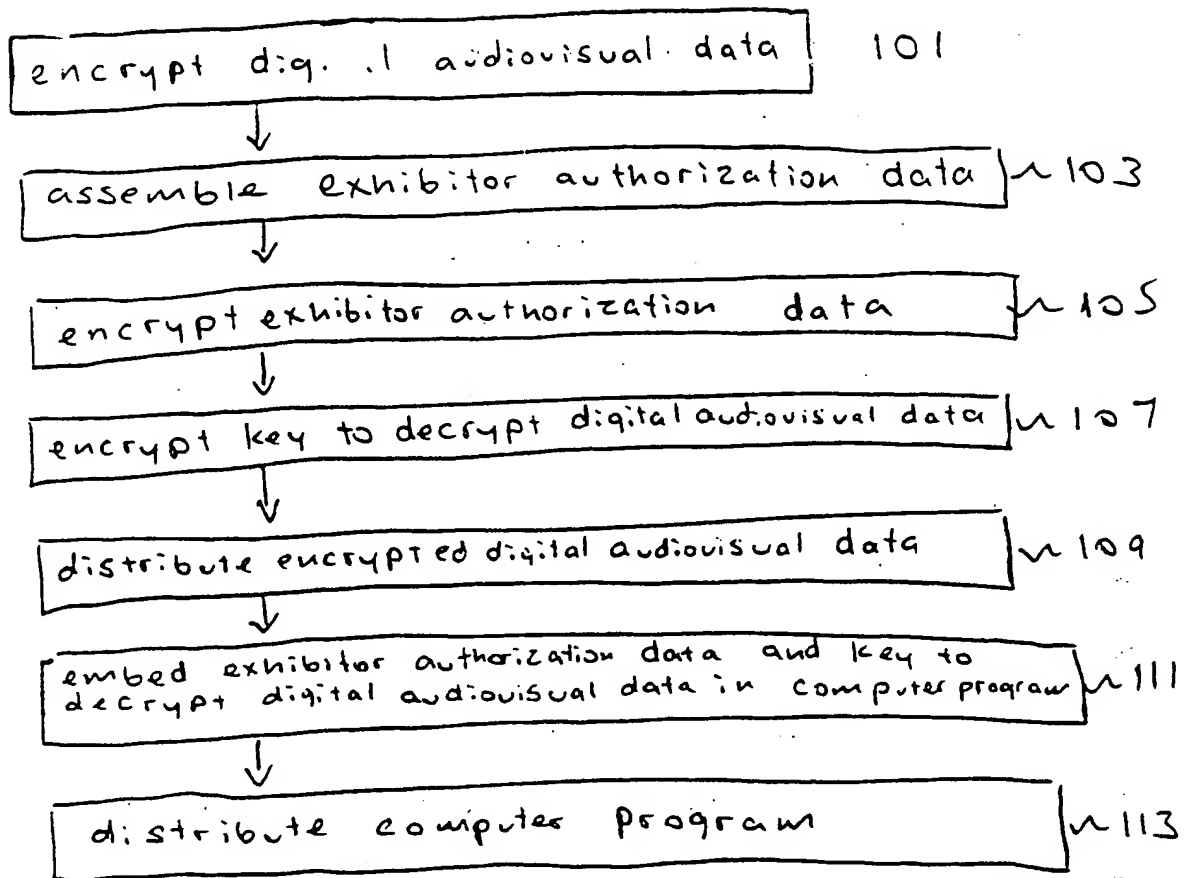 encrypt audiovisual data 101
assemble exhibitor authorization data 103
encrypt exhibitor authorization data 105
encrypt key to decrypt digital audiovisual data 107
distribute encrypted digital audiovisual data 109
embed exhibitor authorization data and key to
decrypt digital audiovisual data in computer program 111
distribute computer program 113